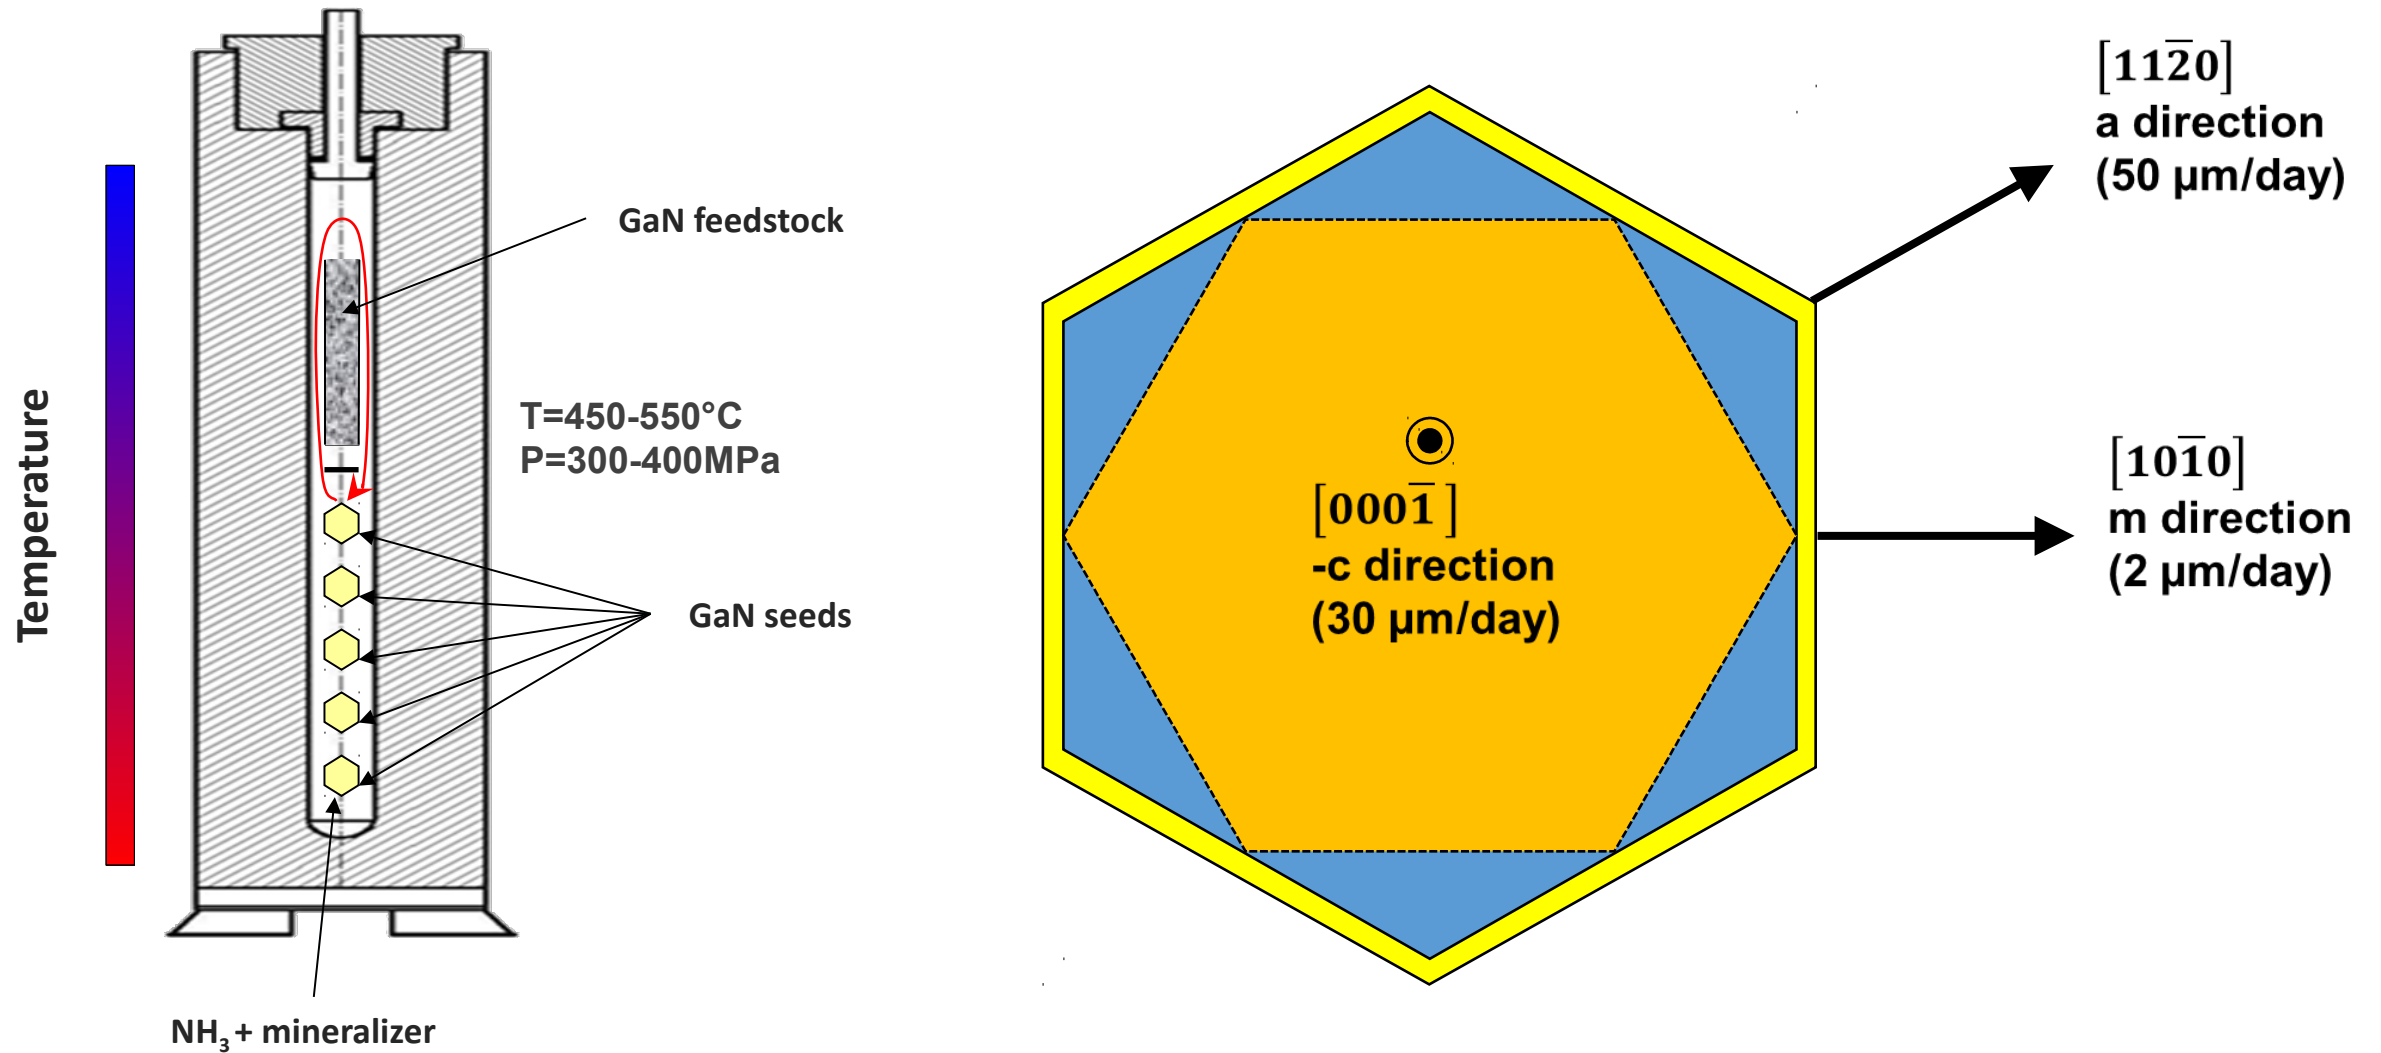 Temperature
GaN feedstock
T=450-550°C
P=300-400MPa
GaN seeds
NH₃ + mineralizer
[112̅0]
a direction
(50 µm/day)
[101̅0]
m direction
(2 µm/day)
[0001̅ ]
-c direction
(30 µm/day)